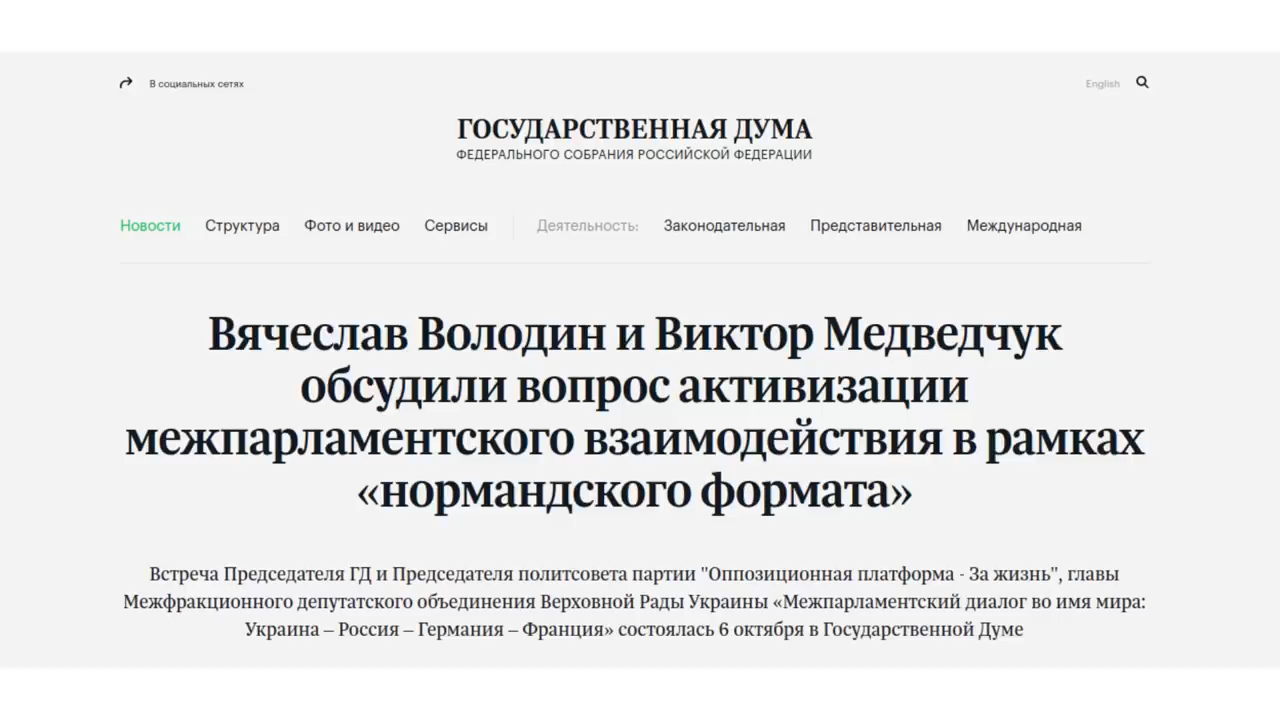 В социальных сетях
English
ГОСУДАРСТВЕННАЯ ДУМА
ФЕДЕРАЛЬНОГО СОБРАНИЯ РОССИЙСКОЙ ФЕДЕРАЦИИ
Новости Структура Фото и видео Сервисы Деятельность: Законодательная Представительная Международная
Вячеслав Володин и Виктор Медведчук
обсудили вопрос активизации
межпарламентского взаимодействия в рамках
«нормандского формата»
Встреча Председателя ГД и Председателя политсовета партии "Оппозиционная платформа - За жизнь", главы
Межфракционного депутатского объединения Верховной Рады Украины «Межпарламентский диалог во имя мира:
Украина – Россия – Германия – Франция» состоялась 6 октября в Государственной Думе